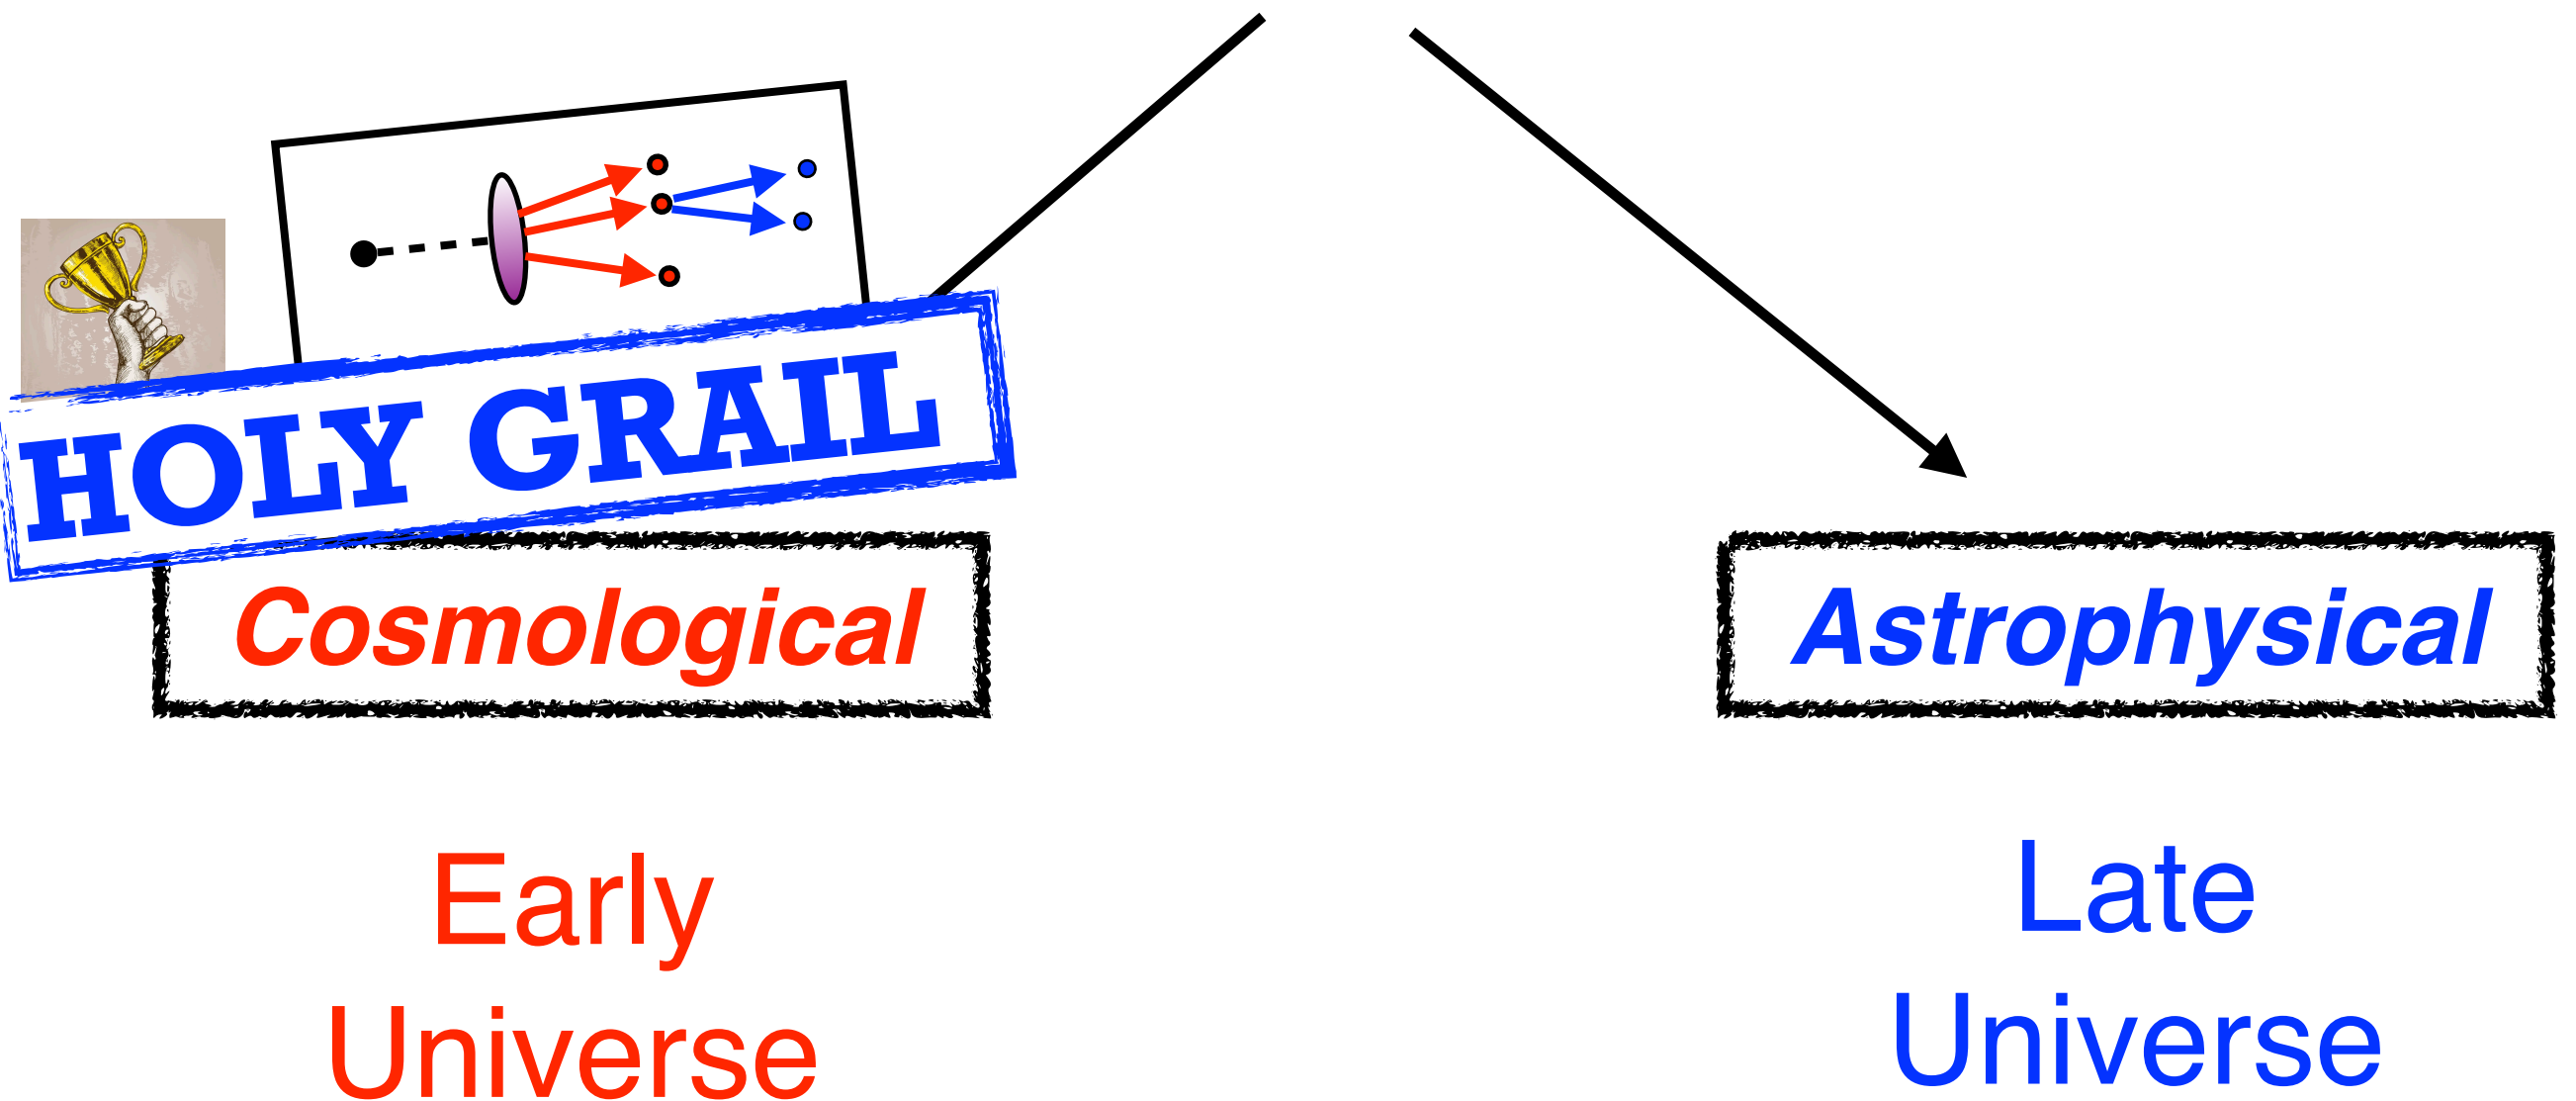 HOLY GRAIL
Cosmological
Early
Universe
Astrophysical
Late
Universe